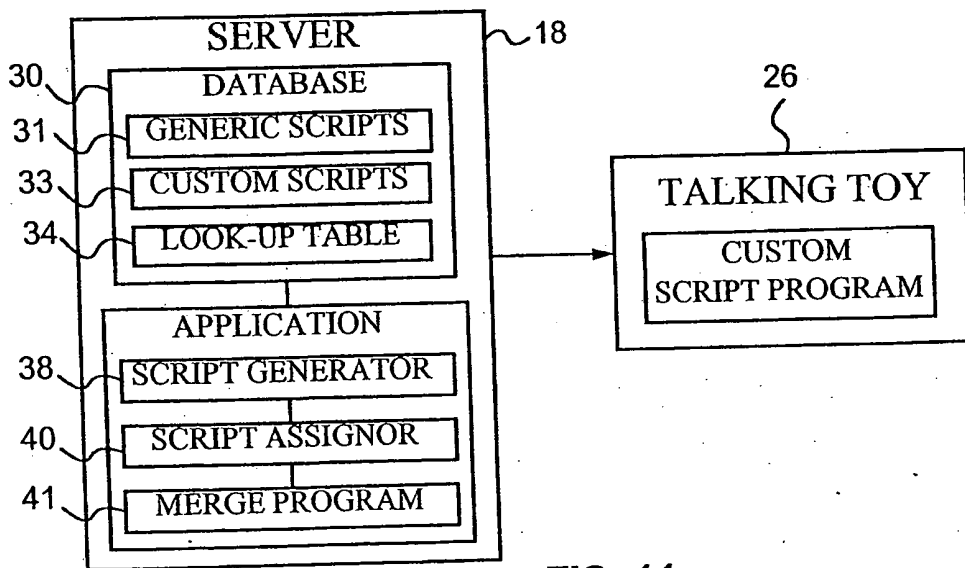 SERVER
18
30
DATABASE
31
GENERIC SCRIPTS
33
CUSTOM SCRIPTS
34
LOOK-UP TABLE
APPLICATION
38
SCRIPT GENERATOR
40
SCRIPT ASSIGNOR
41
MERGE PROGRAM
26
TALKING TOY
CUSTOM
SCRIPT PROGRAM